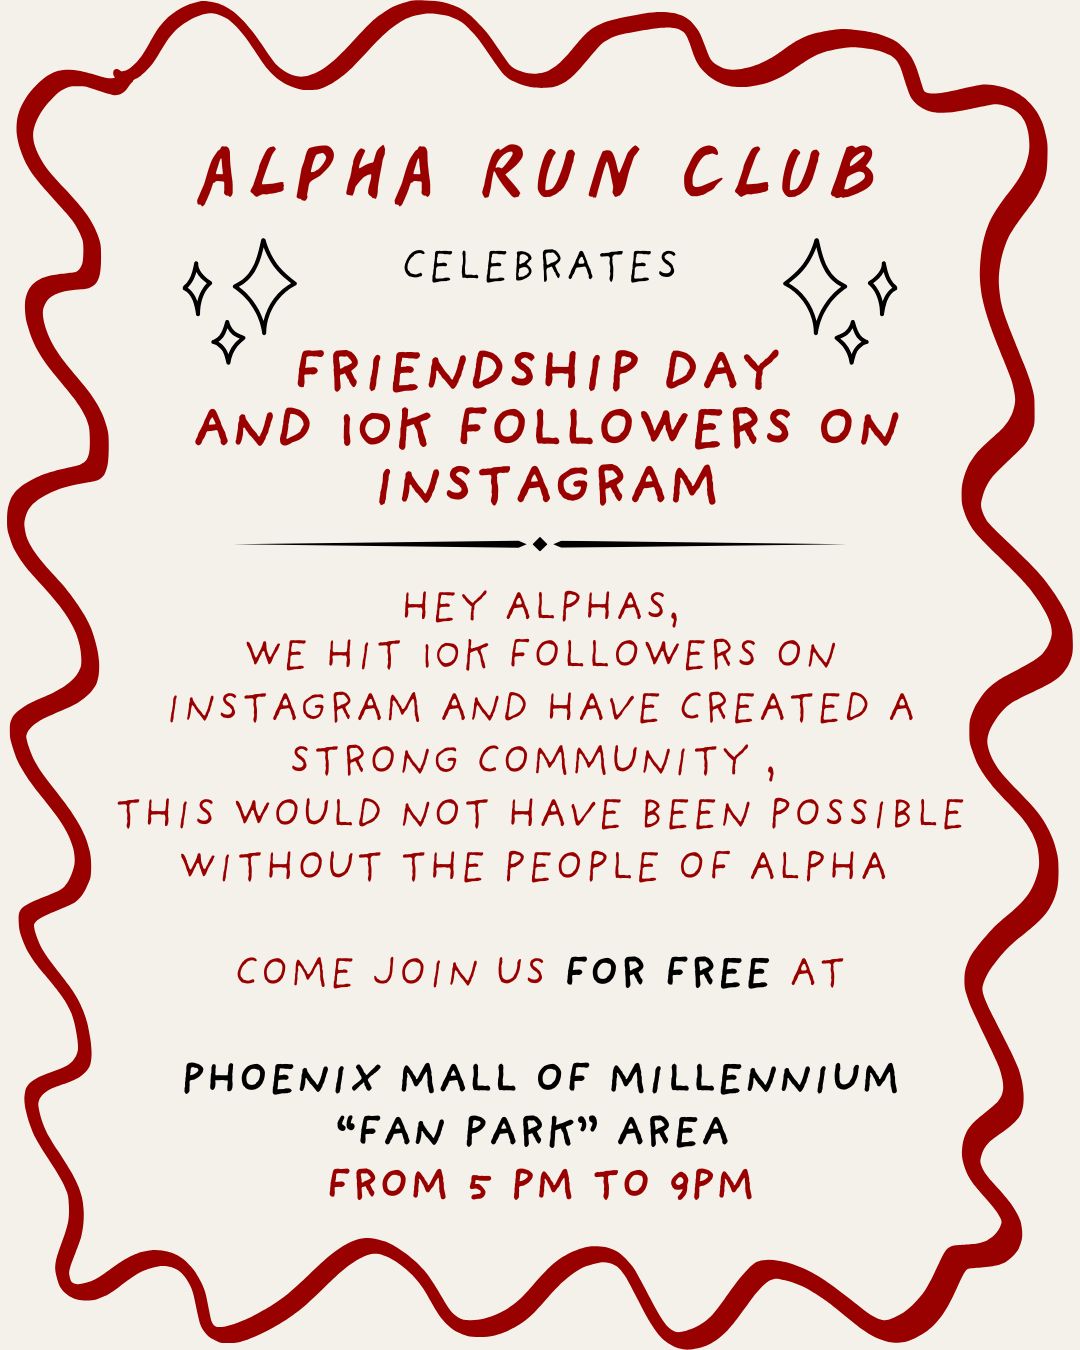 ALPHA RUN CLUB
CELEBRATES
FRIENDSHIP DAY
AND 10K FOLLOWERS ON
INSTAGRAM
HEY ALPHAS,
WE HIT 10K FOLLOWERS ON
INSTAGRAM AND HAVE CREATED A
STRONG COMMUNITY ,
THIS WOULD NOT HAVE BEEN POSSIBLE
WITHOUT THE PEOPLE OF ALPHA
COME JOIN US FOR FREE AT
PHOENIX MALL OF MILLENNIUM
“FAN PARK” AREA
FROM 5 PM TO 9PM